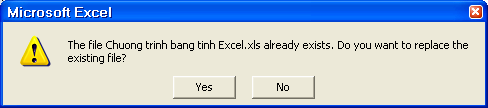 Microsoft Excel
The file Chuong trinh bang tinh Excel.xls already exists. Do you want to replace the
existing file?
Yes
No